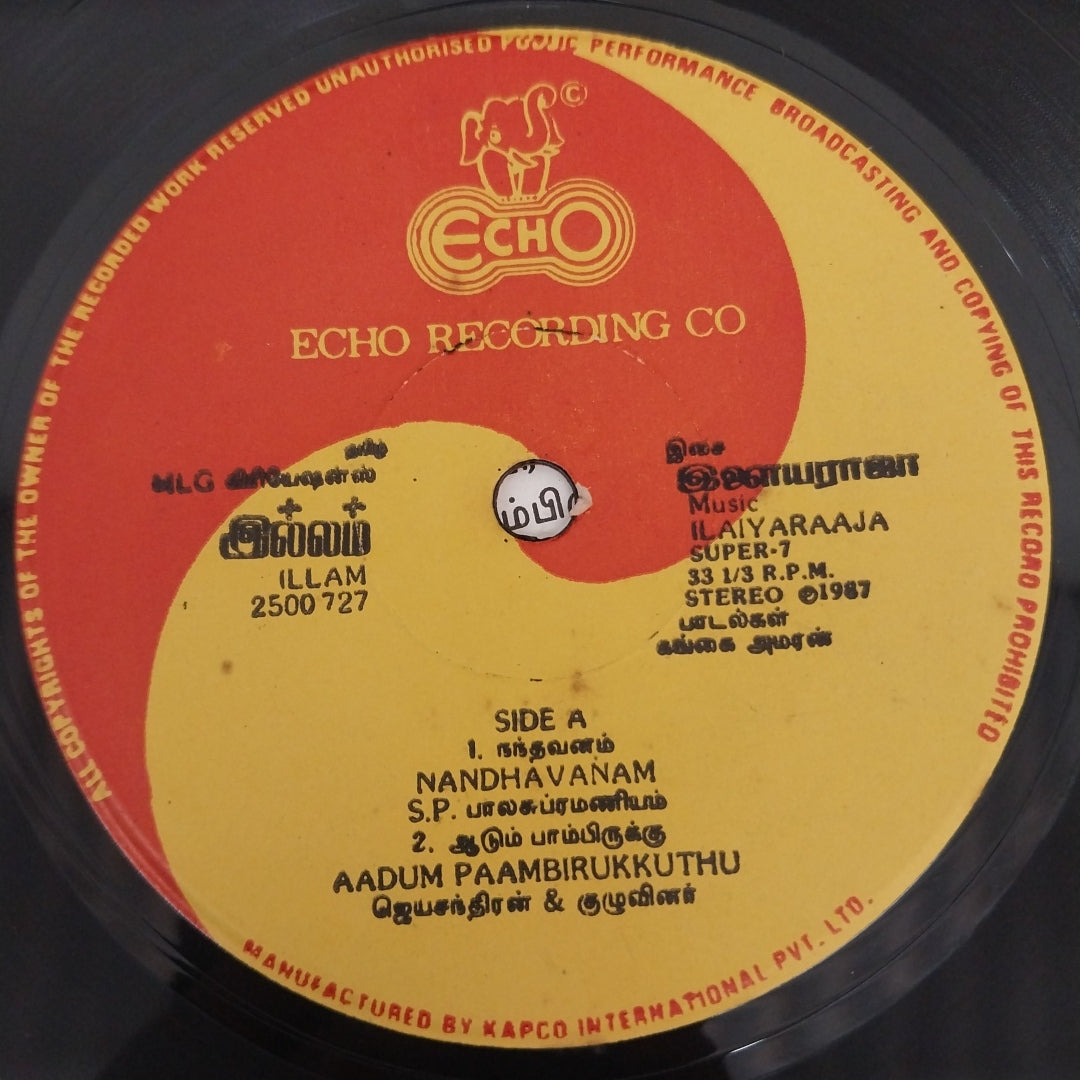 ALL COPYRIGHTS OF THE OWNER OF THE RECORDED WORK RESERVED UNAUTHORISED PUBLIC PERFORMANCE BROADCASTING AND COPYING OF THIS RECORD PROHIBITED
©
ECHO
ECHO RECORDING CO
தமிழ்
MLG கிரியேஷன்ஸ்
இல்லம்
ILLAM
2500 727
ம்பி
இசை
இளையராஜா
Music
ILAIYARAAJA
SUPER-7
33 1/3 R.P.M.
STEREO ℗1987
பாடல்கள்
கங்கை அமரன்
SIDE A
1. நந்தவனம்
NANDHAVANAM
S.P. பாலசுப்ரமணியம்
2. ஆடும் பாம்பிருக்கு
AADUM PAAMBIRUKKUTHU
ஜெயசந்திரன் & குழுவினர்
MANUFACTURED BY KAPCO INTERNATIONAL PVT. LTD.